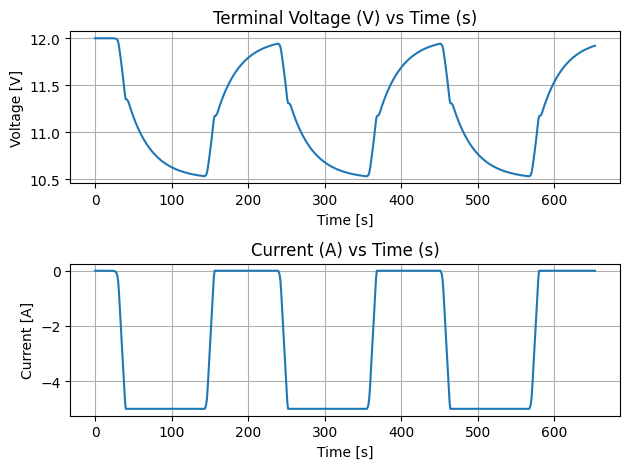 Terminal Voltage (V) vs Time (s)
12.0
11.5
11.0
10.5
Voltage [V]
0 100 200 300 400 500 600
Time [s]
Current (A) vs Time (s)
0
−2
−4
Current [A]
0 100 200 300 400 500 600
Time [s]